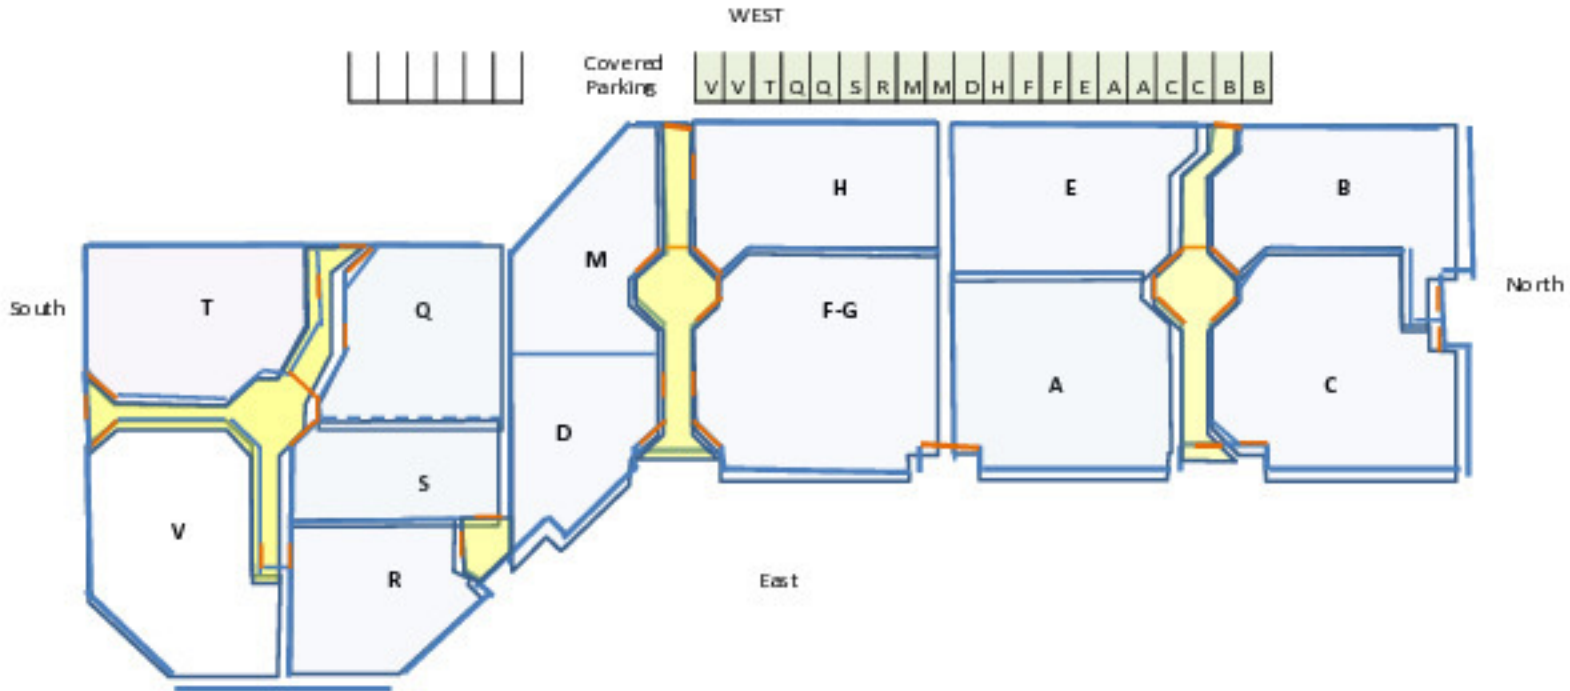 WEST
Covered
Parking
V V T Q Q S R M M D H F F E A A C C B B
H
E
B
M
South
T
Q
F-G
North
A
C
D
S
V
R
East